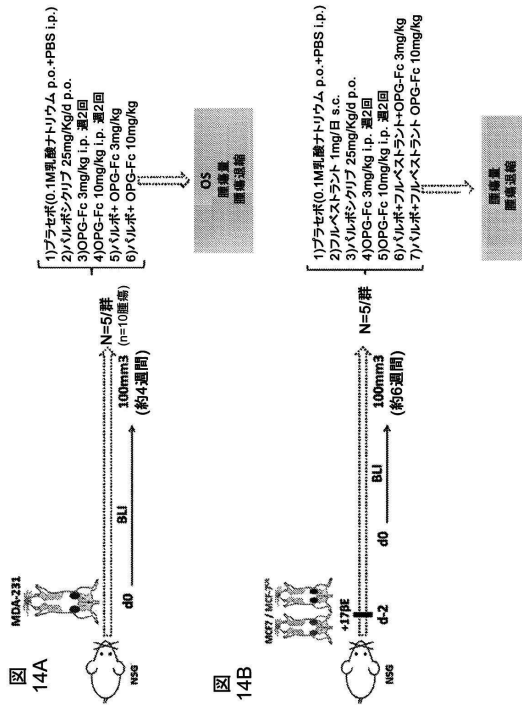 図
14A
MDA-231
NSG
d0
BLI
100mm3
(約4週間)
N=5/群
(n=10腫瘍)
1)プラセボ(0.1M乳酸ナトリウム p.o.+PBS i.p.)
2)パルボシクリブ 25mg/Kg/d p.o.
3)OPG-Fc 3mg/kg i.p. 週2回
4)OPG-Fc 10mg/kg i.p. 週2回
5)パルボ+ OPG-Fc 3mg/kg
6)パルボ+ OPG-Fc 10mg/kg
OS
腫瘍量
腫瘍退縮
図
14B
MCF7 / MCF-7
+17βE
NSG
d-2
d0
BLI
100mm3
(約6週間)
N=5/群
1)プラセボ(0.1M乳酸ナトリウム p.o.+PBS i.p.)
2)フルベストラント 1mg/日 s.c.
3)パルボシクリブ 25mg/Kg/d p.o.
4)OPG-Fc 3mg/kg i.p. 週2回
5)OPG-Fc 10mg/kg i.p. 週2回
6)パルボ+フルベストラント+OPG-Fc 3mg/kg
7)パルボ+フルベストラント OPG-Fc 10mg/kg
腫瘍量
腫瘍退縮